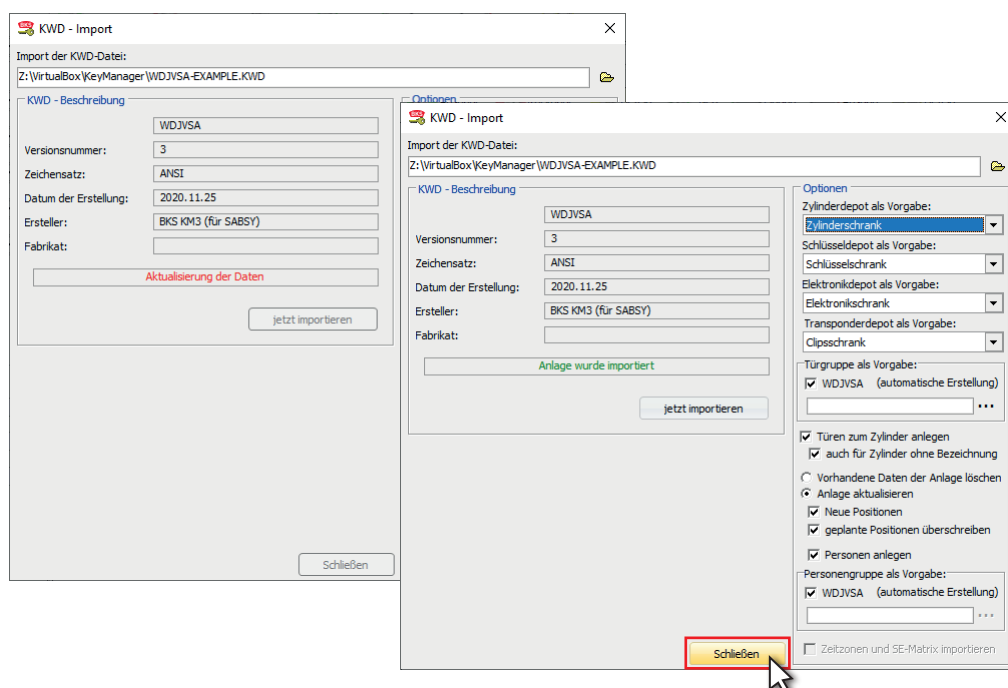 KWD - Import
Import der KWD-Datei:
Z:\VirtualBox\KeyManager\WDJVSA-EXAMPLE.KWD
KWD - Beschreibung
Optionen
WDJVSA
Versionsnummer:
3
Zeichensatz:
ANSI
Datum der Erstellung:
2020.11.25
Ersteller:
BKS KM3 (für SABSY)
Fabrikat:
Aktualisierung der Daten
jetzt importieren
Schließen
KWD - Import
Import der KWD-Datei:
Z:\VirtualBox\KeyManager\WDJVSA-EXAMPLE.KWD
KWD - Beschreibung
WDJVSA
Versionsnummer:
3
Zeichensatz:
ANSI
Datum der Erstellung:
2020.11.25
Ersteller:
BKS KM3 (für SABSY)
Fabrikat:
Anlage wurde importiert
jetzt importieren
Optionen
Zylinderdepot als Vorgabe:
Zylinderschrank
Schlüsseldepot als Vorgabe:
Schlüsselschrank
Elektronikdepot als Vorgabe:
Elektronikschrank
Transponderdepot als Vorgabe:
Clipsschrank
Türgruppe als Vorgabe:
WDJVSA (automatische Erstellung)
...
Türen zum Zylinder anlegen
auch für Zylinder ohne Bezeichnung
Vorhandene Daten der Anlage löschen
Anlage aktualisieren
Neue Positionen
geplante Positionen überschreiben
Personen anlegen
Personengruppe als Vorgabe:
WDJVSA (automatische Erstellung)
...
Zeitzonen und SE-Matrix importieren
Schließen